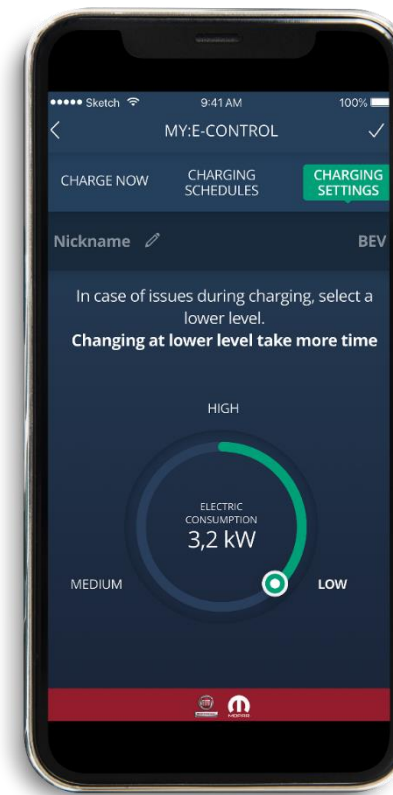 Sketch 9:41 AM 100%
MY:E-CONTROL
CHARGE NOW
CHARGING
SCHEDULES
CHARGING
SETTINGS
Nickname BEV
In case of issues during charging, select a
lower level.
Changing at lower level take more time
HIGH
ELECTRIC
CONSUMPTION
3,2 kW
MEDIUM LOW
FIAT
MOPAR